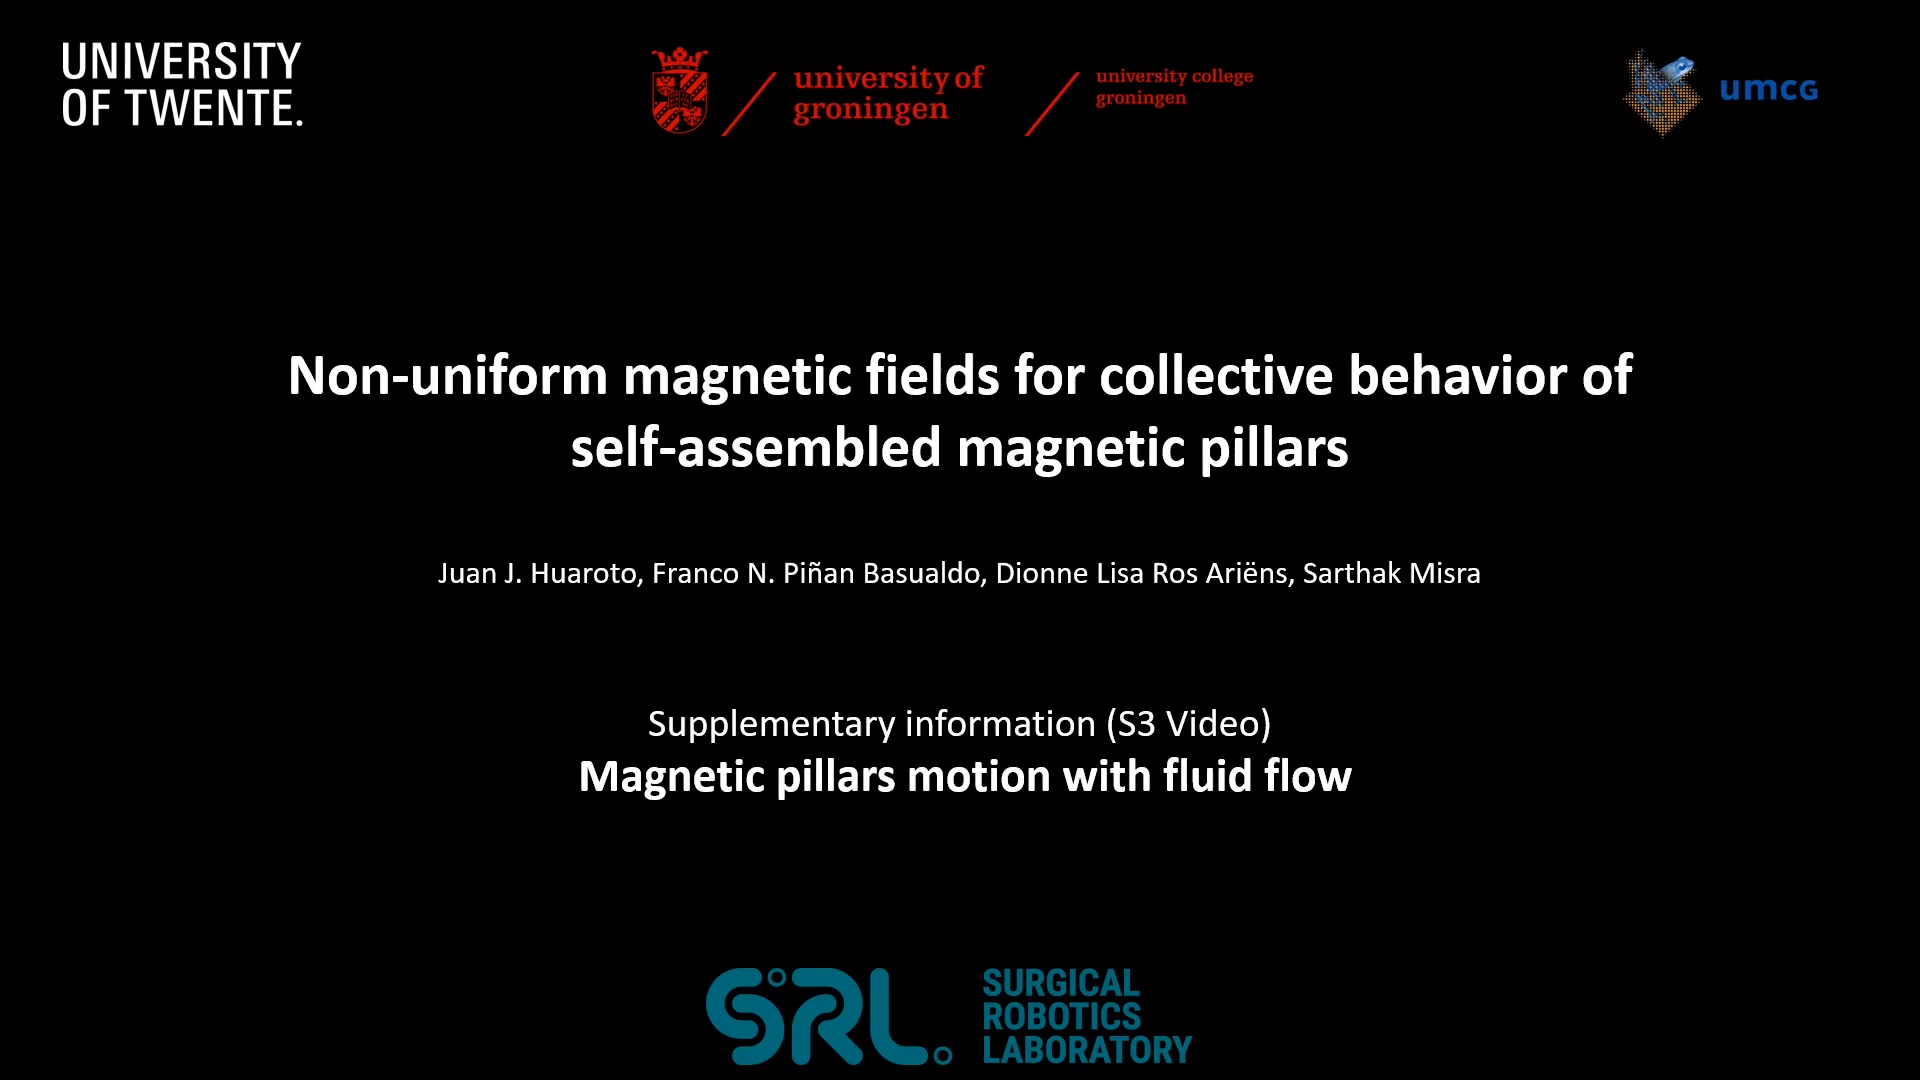 UNIVERSITY
OF TWENTE.
university of
groningen
university college
groningen
umcg
Non-uniform magnetic fields for collective behavior of
self-assembled magnetic pillars
Juan J. Huaroto, Franco N. Piñan Basualdo, Dionne Lisa Ros Ariëns, Sarthak Misra
Supplementary information (S3 Video)
Magnetic pillars motion with fluid flow
SRL
SURGICAL
ROBOTICS
LABORATORY